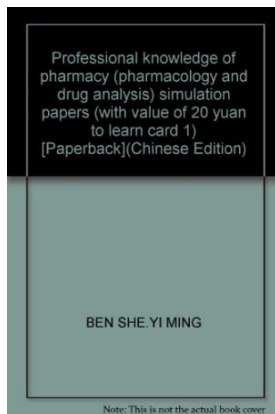 Professional knowledge of
pharmacy (pharmacology and
drug analysis) simulation
papers (with value of 20 yuan
to learn card 1)
[Paperback](Chinese Edition)
BEN SHE.YI MING
Note: This is not the actual book cover